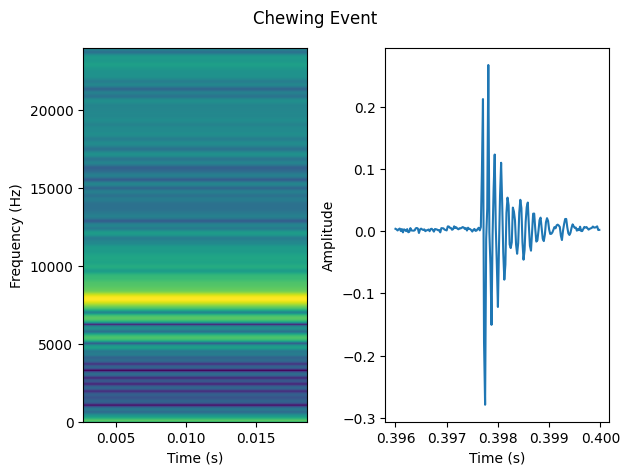 Chewing Event
Frequency (Hz)
20000
15000
10000
5000
0
0.005 0.010 0.015
Time (s)
Amplitude
0.2
0.1
0.0
−0.1
−0.2
−0.3
0.396 0.397 0.398 0.399 0.400
Time (s)